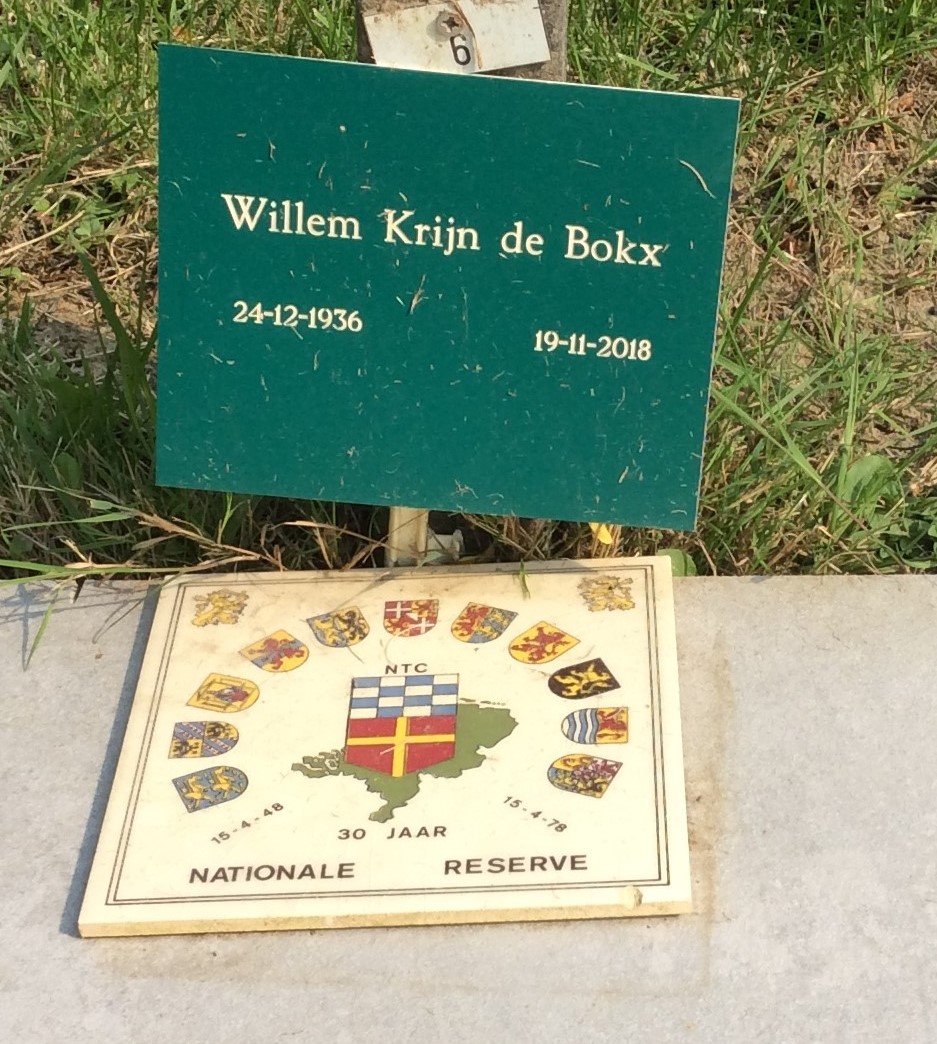 6
Willem Krijn de Bokx
24-12-1936
19-11-2018
NTC
15-4-48
15-4-78
30 JAAR
NATIONALE RESERVE